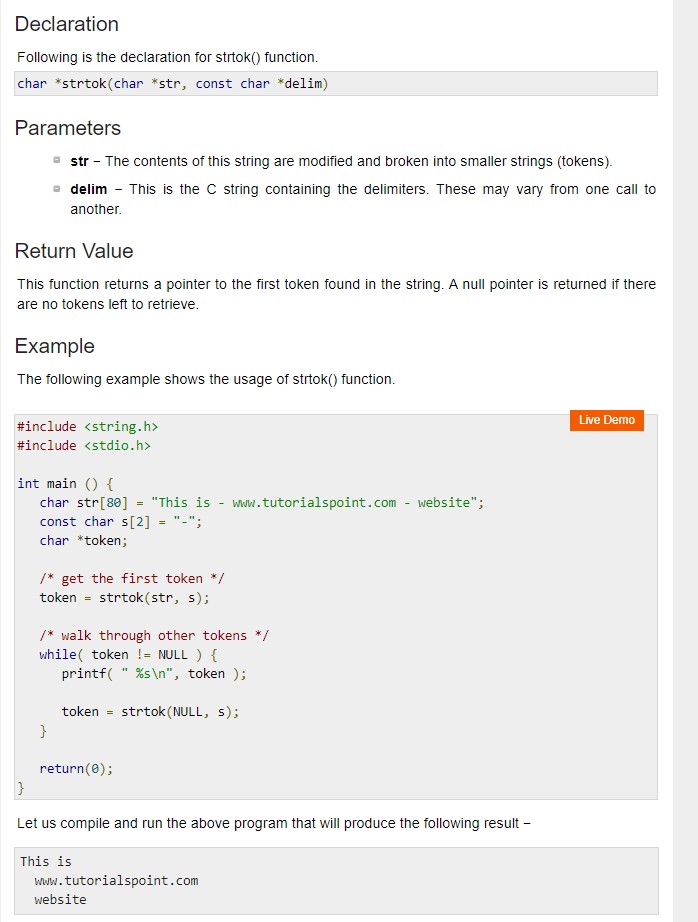 Declaration
Following is the declaration for strtok() function.
char *strtok(char *str, const char *delim)
Parameters
str − The contents of this string are modified and broken into smaller strings (tokens).
delim − This is the C string containing the delimiters. These may vary from one call to
another.
Return Value
This function returns a pointer to the first token found in the string. A null pointer is returned if there
are no tokens left to retrieve.
Example
The following example shows the usage of strtok() function.
Live Demo
#include <string.h>
#include <stdio.h>
int main () {
   char str[80] = "This is - www.tutorialspoint.com - website";
   const char s[2] = "-";
   char *token;
   /* get the first token */
   token = strtok(str, s);
   /* walk through other tokens */
   while( token != NULL ) {
      printf( " %s\n", token );
      token = strtok(NULL, s);
   }
   return(0);
}
Let us compile and run the above program that will produce the following result −
This is
  www.tutorialspoint.com
  website